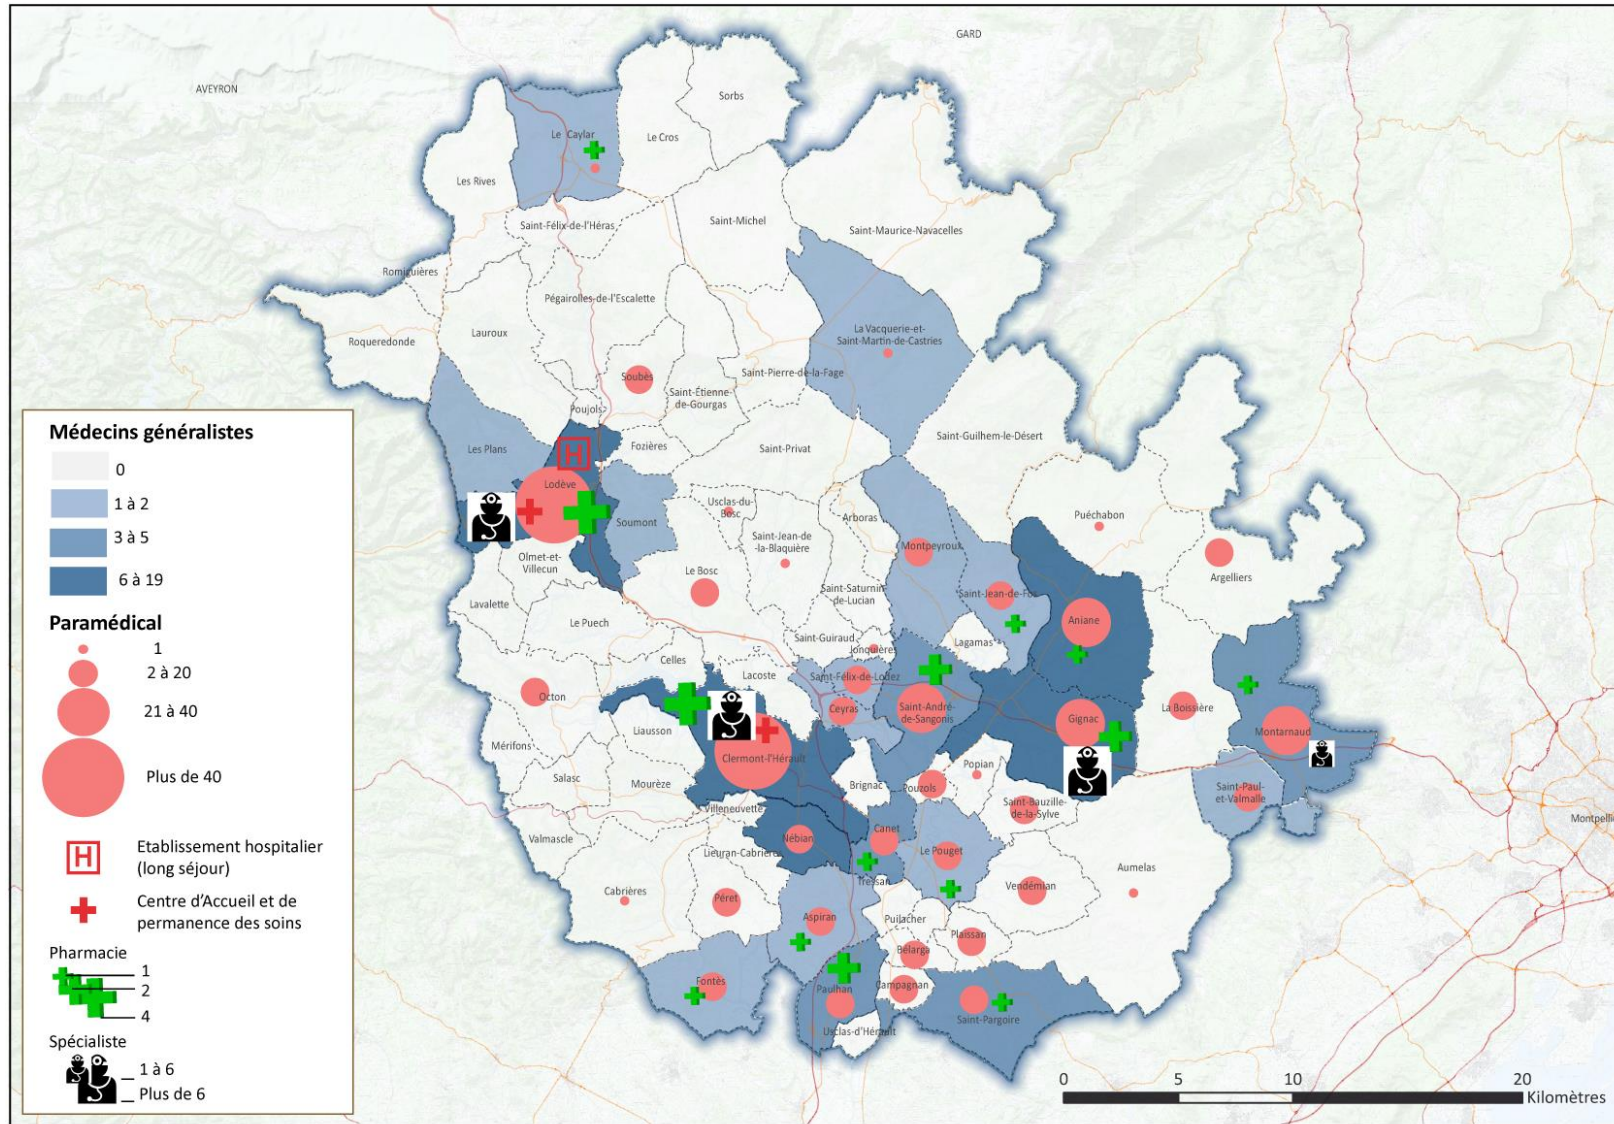 GARD
AVEYRON
Sorbs
Le Caylar
Le Cros
Les Rives
Saint-Michel
Saint-Félix-de-l'Héras
Saint-Maurice-Navacelles
Romiguières
Pégairolles-de-l'Escalette
Lauroux
Roqueredonde
La Vacquerie-et-
Saint-Martin-de-Castries
Saint-Pierre-de-la-Fage
Soubès
Saint-Étienne-
de-Gourgas
Poujols
Saint-Guilhem-le-Désert
Les Plans
Fozières
Saint-Privat
Lodève
Usclas-du-
Bosc
Soumont
Arboras
Puéchabon
Saint-Jean-de
la-Blaquière
Montpeyroux
Olmet-et-
Villecun
Le Bosc
Argelliers
Saint-Saturnin-
de-Lucian
Saint-Jean-de-Fos
Lavalette
Le Puech
Aniane
Saint-Guiraud
Lagamas
Jonquières
Celles
Lacoste
Saint-Félix-de-Lodez
Octon
Ceyras
Saint-André-
de-Sangonis
La Boissière
Gignac
Liausson
Montarnaud
Mérifons
Clermont-l'Hérault
Salasc
Mourèze
Brignac
Popian
Pouzols
Saint-Paul-
et-Valmalle
Villeneuvette
Saint-Bauzille-
de-la-Sylve
Montpelli
Valmascle
Nébian
Canet
Lieuran-Cabrières
Le Pouget
Aumelas
Tressan
Cabrières
Péret
Vendémian
Aspiran
Puilacher
Plaissan
Bélarga
Fontès
Paulhan
Campagnan
Saint-Pargoire
Usclas-d'Hérault
Médecins généralistes
0
1 à 2
3 à 5
6 à 19
Paramédical
1
2 à 20
21 à 40
Plus de 40
H
H
Etablissement hospitalier
(long séjour)
Centre d'Accueil et de
permanence des soins
Pharmacie
1
2
4
Spécialiste
1 à 6
Plus de 6
0 5 10 20
Kilomètres